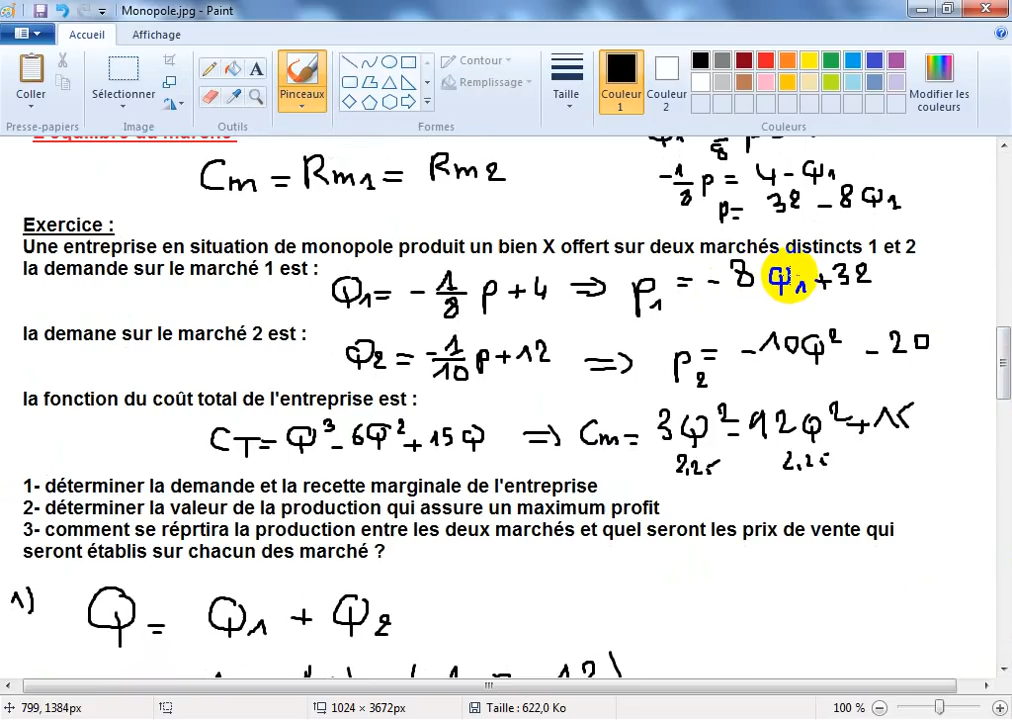 Monopole.jpg - Paint
Accueil
Affichage
Coller
Sélectionner
Pinceaux
Contour
Remplissage
Taille
Couleur 1
Couleur 2
Modifier les couleurs
Presse-papiers
Image
Outils
Formes
Couleurs
Cm = Rm1 = Rm2
-1/8 p = 4 - Q1
p = 32 - 8Q1
Exercice :
Une entreprise en situation de monopole produit un bien X offert sur deux marchés distincts 1 et 2
la demande sur le marché 1 est :
Q1 = - 1/8 p + 4 ⇒ p1 = - 8 Q1 + 32
la demane sur le marché 2 est :
Q2 = - 1/10 p + 12 ⇒ p2 = - 10Q² - 20
la fonction du coût total de l'entreprise est :
CT = Q³ - 6Q² + 15Q ⇒ Cm = 3Q² - 92Q² + 15
2,25 2,25
1- déterminer la demande et la recette marginale de l'entreprise
2- déterminer la valeur de la production qui assure un maximum profit
3- comment se réprtira la production entre les deux marchés et quel seront les prix de vente qui
seront établis sur chacun des marché ?
1) Q = Q1 + Q2
799, 1384px
1024 × 3672px
Taille : 622,0 Ko
100 %